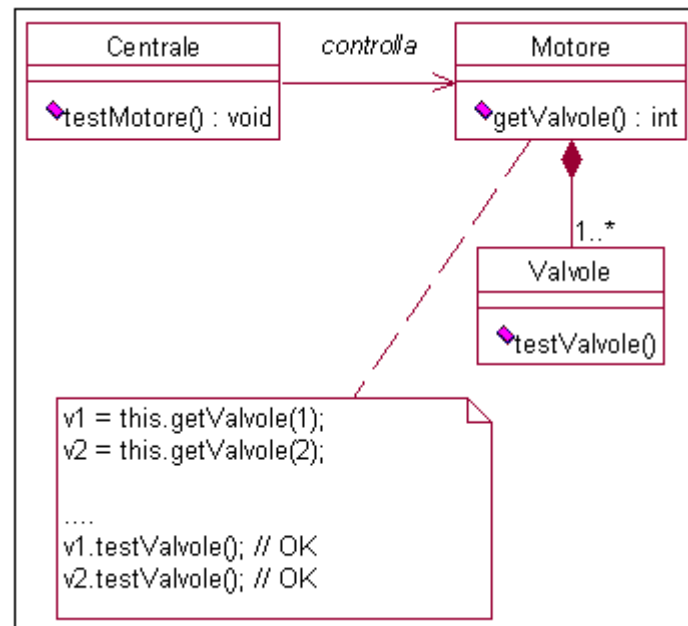 Centrale
testMotore() : void
controlla
Motore
getValvole() : int
1..*
Valvole
testValvole()
v1 = this.getValvole(1);
v2 = this.getValvole(2);
....
v1.testValvole(); // OK
v2.testValvole(); // OK